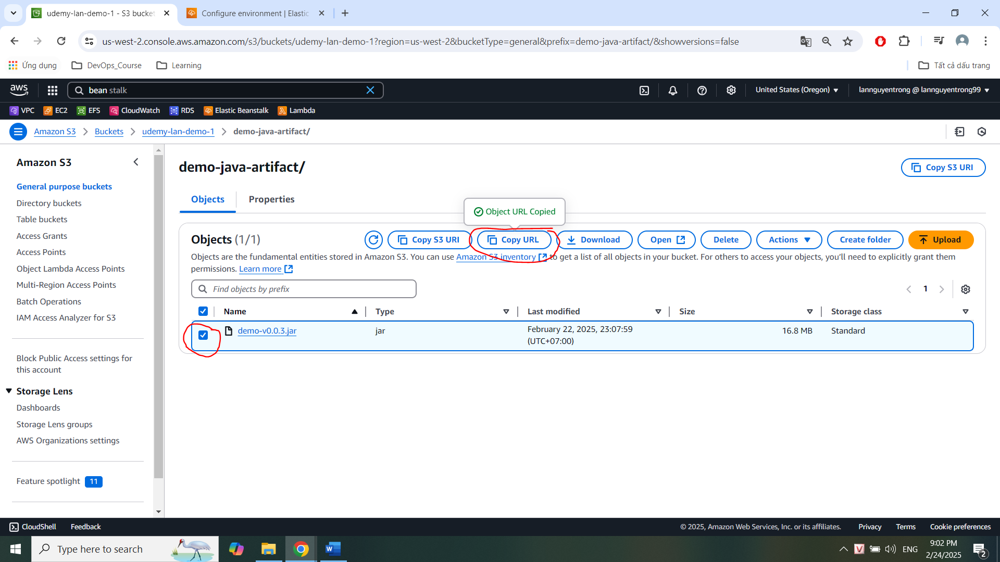 udemy-lan-demo-1 - S3 bucket
Configure environment | Elastic
us-west-2.console.aws.amazon.com/s3/buckets/udemy-lan-demo-1?region=us-west-2&bucketType=general&prefix=demo-java-artifact/&showversions=false
Ứng dụng
DevOps_Course
Learning
Tất cả dấu trang
aws
bean stalk
United States (Oregon)
lannguyentrong @ lannguyentrong99
VPC
EC2
EFS
CloudWatch
RDS
Elastic Beanstalk
Lambda
Amazon S3
Buckets
udemy-lan-demo-1
demo-java-artifact/
Amazon S3
General purpose buckets
Directory buckets
Table buckets
Access Grants
Access Points
Object Lambda Access Points
Multi-Region Access Points
Batch Operations
IAM Access Analyzer for S3
Block Public Access settings for
this account
Storage Lens
Dashboards
Storage Lens groups
AWS Organizations settings
Feature spotlight 11
demo-java-artifact/
Copy S3 URI
Objects
Properties
Object URL Copied
Objects (1/1)
Copy S3 URI
Copy URL
Download
Open
Delete
Actions
Create folder
Upload
Objects are the fundamental entities stored in Amazon S3. You can use Amazon S3 inventory to get a list of all objects in your bucket. For others to access your objects, you'll need to explicitly grant them
permissions. Learn more
Find objects by prefix
1
Name
Type
Last modified
Size
Storage class
demo-v0.0.3.jar
jar
February 22, 2025, 23:07:59
(UTC+07:00)
16.8 MB
Standard
CloudShell
Feedback
© 2025, Amazon Web Services, Inc. or its affiliates.
Privacy
Terms
Cookie preferences
Type here to search
ENG
9:02 PM
2/24/2025
2